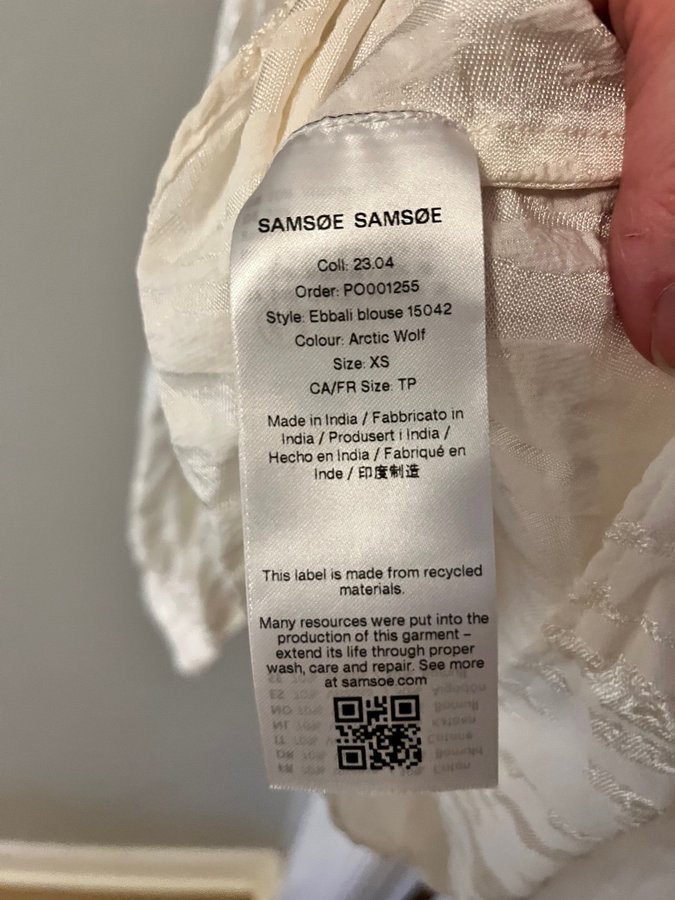 SAMSØE SAMSØE
Coll: 23.04
Order: PO001255
Style: Ebbali blouse 15042
Colour: Arctic Wolf
Size: XS
CA/FR Size: TP
Made in India / Fabbricato in
India / Produsert i India /
Hecho en India / Fabriqué en
Inde / 印度制造
This label is made from recycled
materials.
Many resources were put into the
production of this garment –
extend its life through proper
wash, care and repair. See more
at samsoe.com